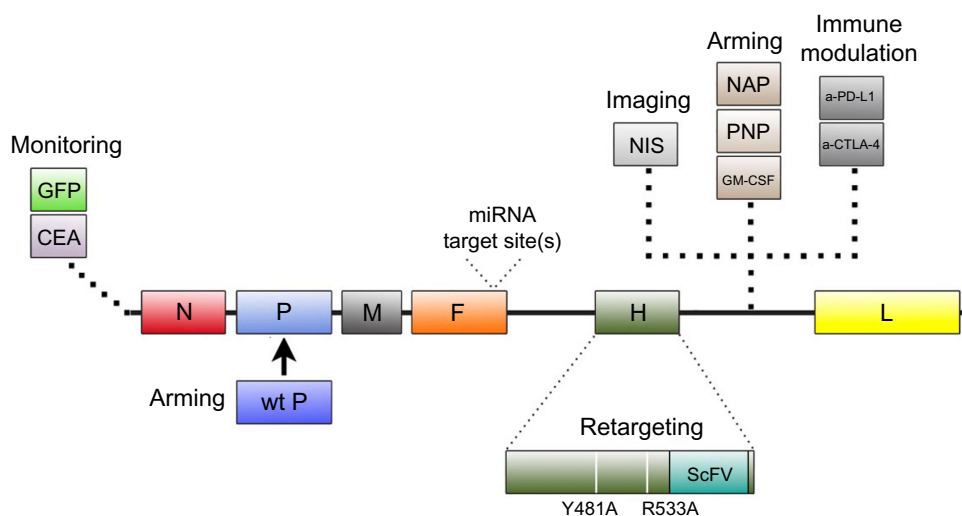 Immune
modulation
Arming
Imaging
Monitoring
NAP
PNP
GM-CSF
a-PD-L1
a-CTLA-4
NIS
GFP
CEA
miRNA
target site(s)
N
P
M
F
H
L
Arming
wt P
Retargeting
ScFV
Y481A
R533A